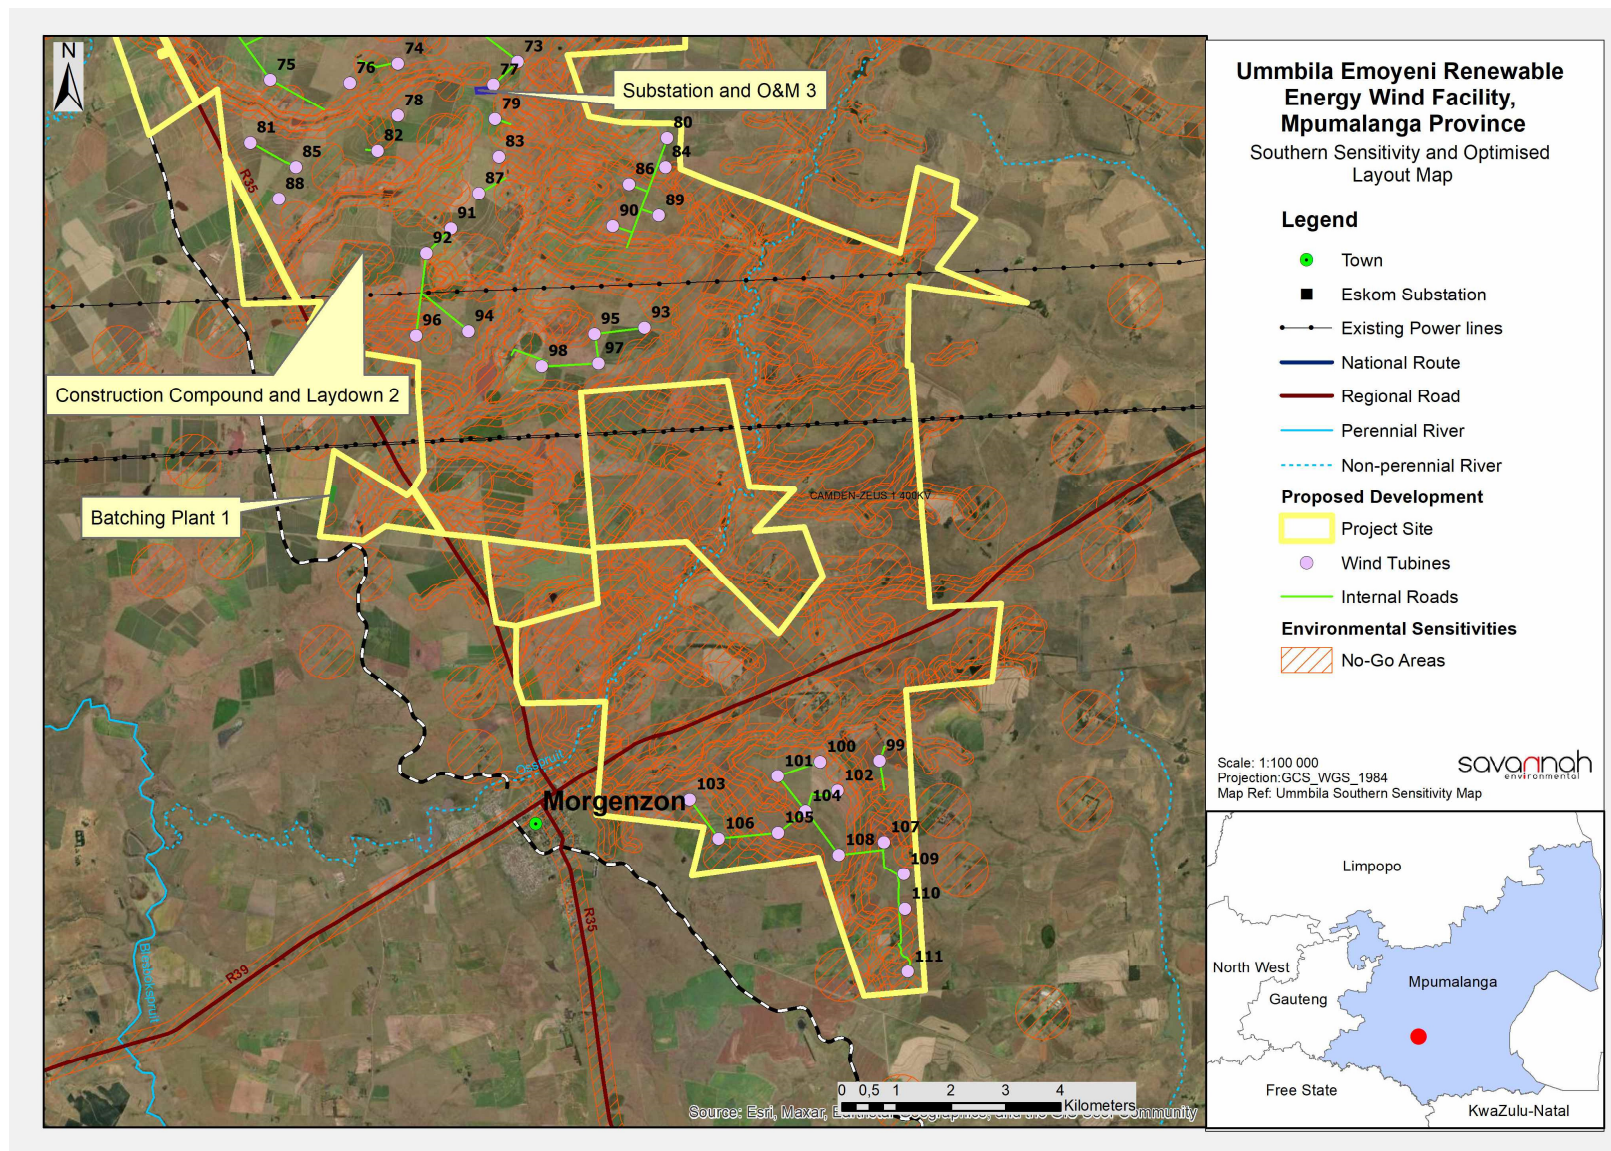 N
73
74
75
76
77
78
79
80
81
82
83
84
85
86
87
88
89
90
91
92
93
94
95
96
97
98
99
100
101
102
103
104
105
106
107
108
109
110
111
Substation and O&M 3
Construction Compound and Laydown 2
Batching Plant 1
R35
CAMDEN-ZEUS 1 400KV
Osspruit
Morgenzon
R39
R35
0 0,5 1 2 3 4
Kilometers
Source: Esri, Maxar, Community
Ummbila Emoyeni Renewable
Energy Wind Facility,
Mpumalanga Province
Southern Sensitivity and Optimised
Layout Map
Legend
Town
Eskom Substation
Existing Power lines
National Route
Regional Road
Perennial River
Non-perennial River
Proposed Development
Project Site
Wind Tubines
Internal Roads
Environmental Sensitivities
No-Go Areas
Scale: 1:100 000
Projection:GCS_WGS_1984
Map Ref: Ummbila Southern Sensitivity Map
savannah
environmental
Limpopo
North West
Gauteng
Mpumalanga
Free State
KwaZulu-Natal